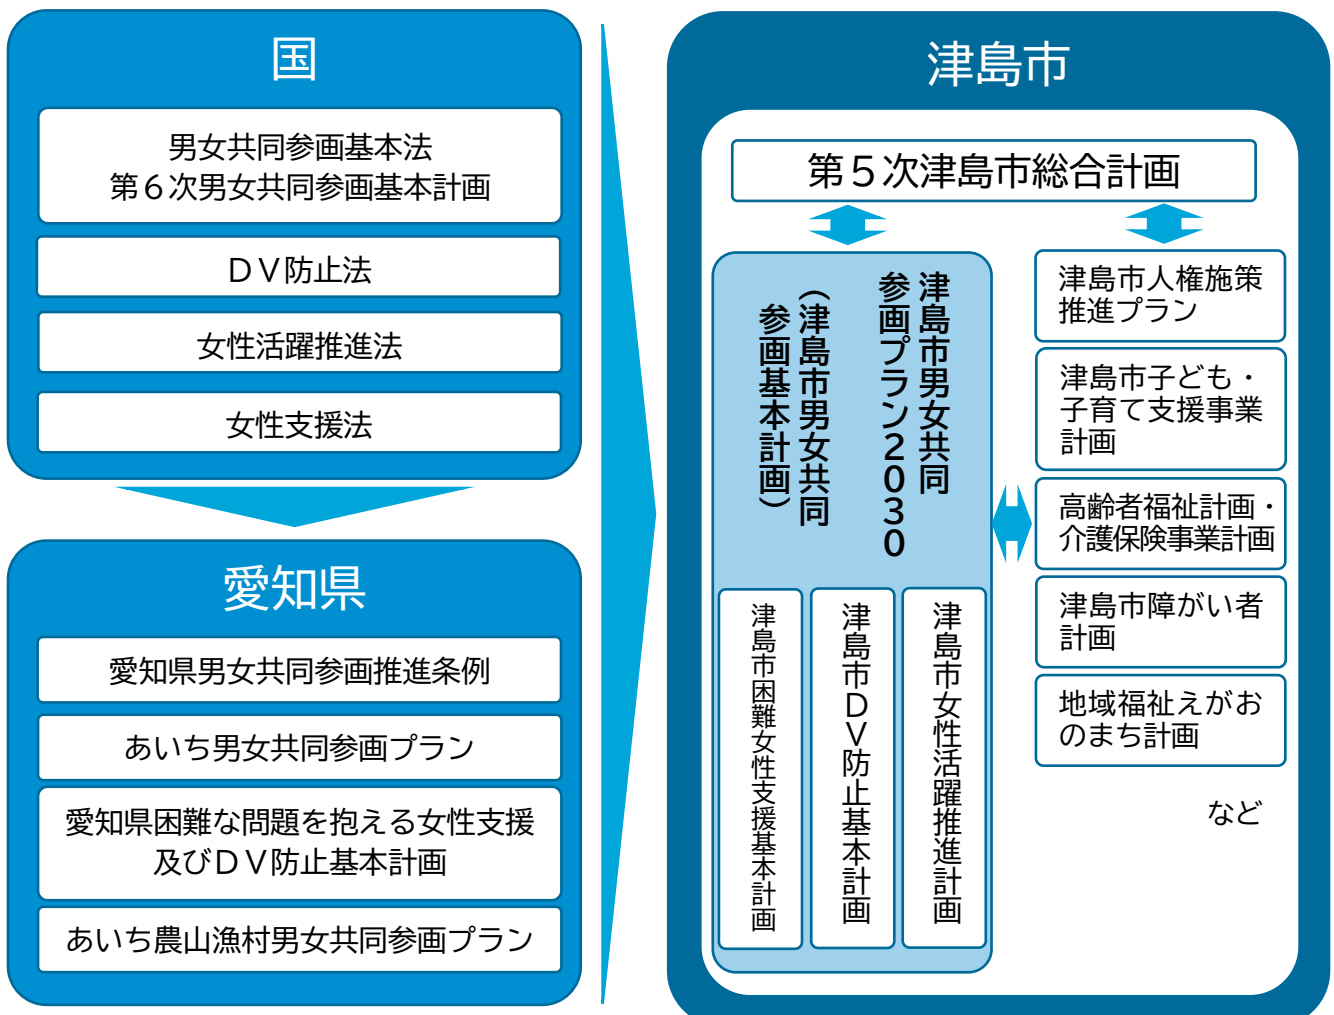 国
男女共同参画基本法
第６次男女共同参画基本計画
ＤＶ防止法
女性活躍推進法
女性支援法
愛知県
愛知県男女共同参画推進条例
あいち男女共同参画プラン
愛知県困難な問題を抱える女性支援
及びＤＶ防止基本計画
あいち農山漁村男女共同参画プラン
津島市
第５次津島市総合計画
津島市男女共同
参画プラン２０３０
（津島市男女共同
参画基本計画）
津島市女性活躍推進計画
津島市ＤＶ防止基本計画
津島市困難女性支援基本計画
津島市人権施策
推進プラン
津島市子ども・
子育て支援事業
計画
高齢者福祉計画・
介護保険事業計画
津島市障がい者
計画
地域福祉えがお
のまち計画
など